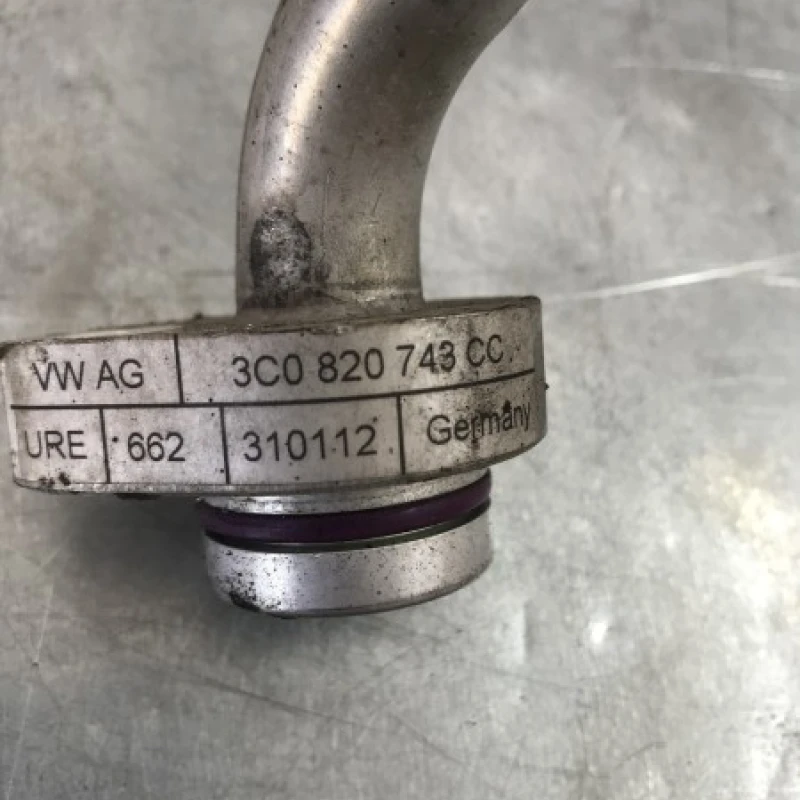 VW AG 3C0 820 743 CC
URE 662 310112 Germany